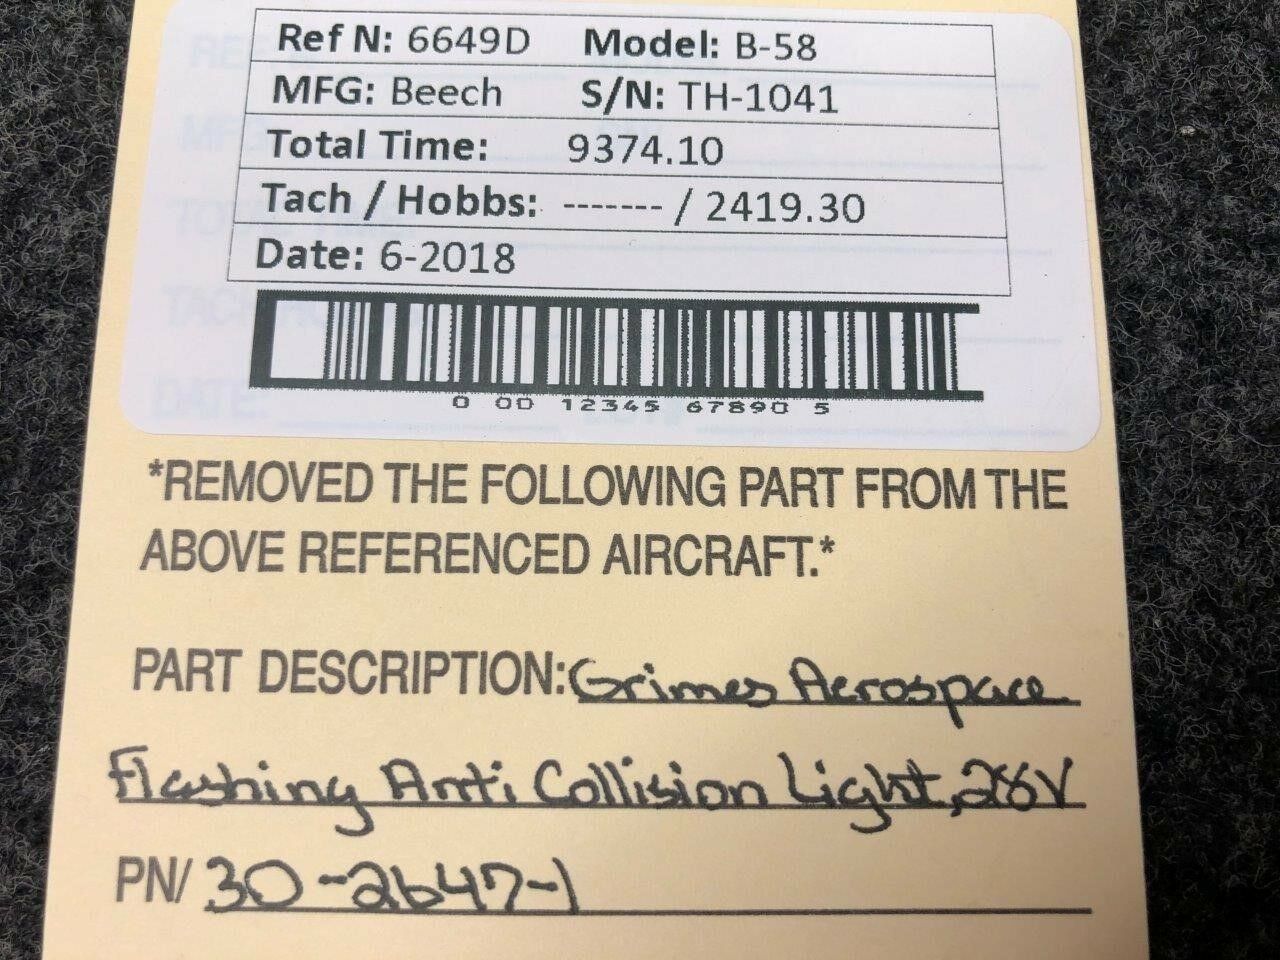 Ref N: 6649D Model: B-58
MFG: Beech S/N: TH-1041
Total Time: 9374.10
Tach / Hobbs: ------- / 2419.30
Date: 6-2018
0 00 12345 67890 5
*REMOVED THE FOLLOWING PART FROM THE
ABOVE REFERENCED AIRCRAFT.*
PART DESCRIPTION: Grimes Aerospace
Flashing Anti Collision Light, 28V
PN/ 30-2647-1